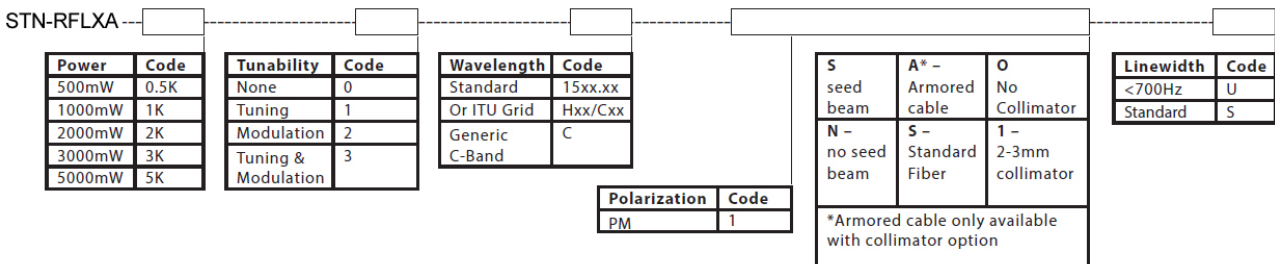 STN-RFLXA
Power Code
500mW 0.5K
1000mW 1K
2000mW 2K
3000mW 3K
5000mW 5K
Tunability Code
None 0
Tuning 1
Modulation 2
Tuning & 3
Modulation
Wavelength Code
Standard 15xx.xx
Or ITU Grid Hxx/Cxx
Generic C
C-Band
Polarization Code
PM 1
S A* – O
seed Armored No
beam cable Collimator
N – S – 1 –
no seed Standard 2-3mm
beam Fiber collimator
*Armored cable only available
with collimator option
Linewidth Code
<700Hz U
Standard S